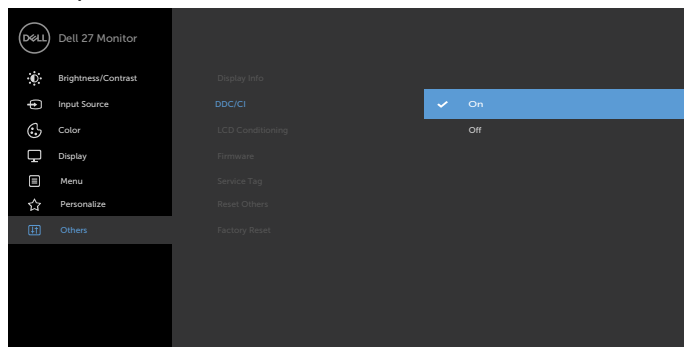 DELL
Dell 27 Monitor
Brightness/Contrast
Input Source
Color
Display
Menu
Personalize
Others
Display Info
DDC/CI
LCD Conditioning
Firmware
Service Tag
Reset Others
Factory Reset
On
Off